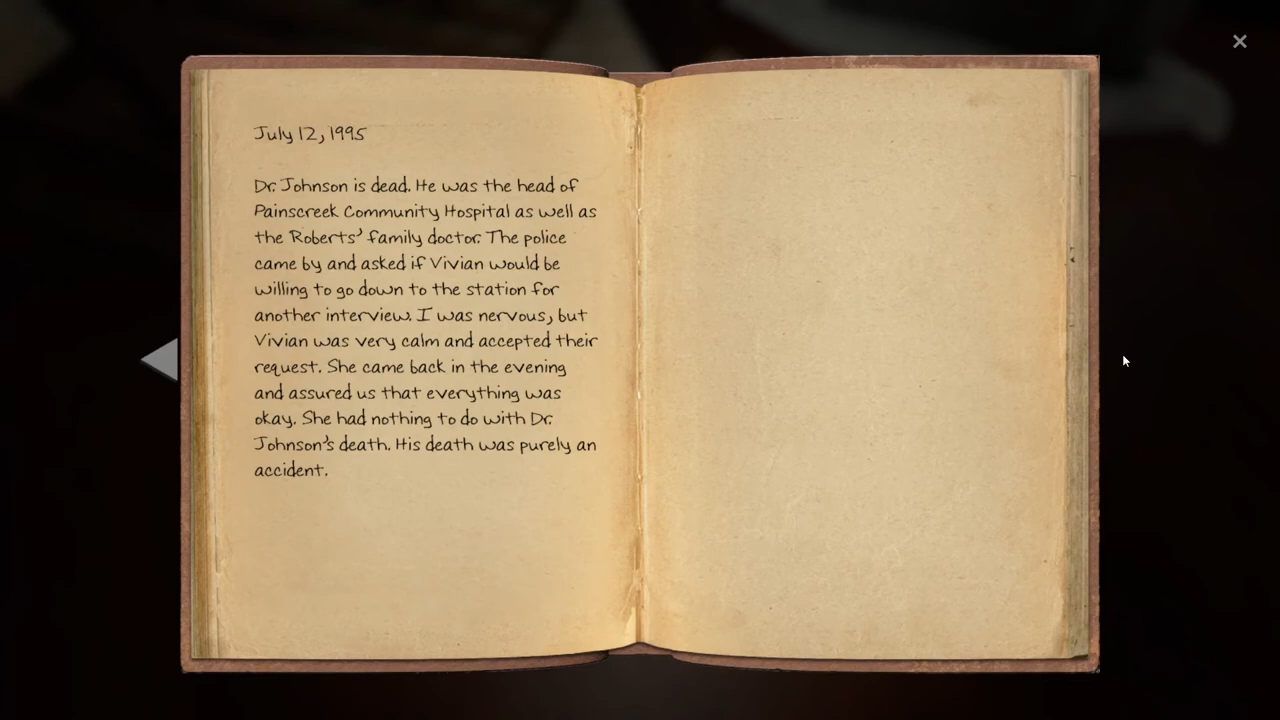 July 12, 1995
Dr. Johnson is dead. He was the head of
Painscreek Community Hospital as well as
the Roberts' family doctor. The police
came by and asked if Vivian would be
willing to go down to the station for
another interview. I was nervous, but
Vivian was very calm and accepted their
request. She came back in the evening
and assured us that everything was
okay. She had nothing to do with Dr.
Johnson's death. His death was purely an
accident.